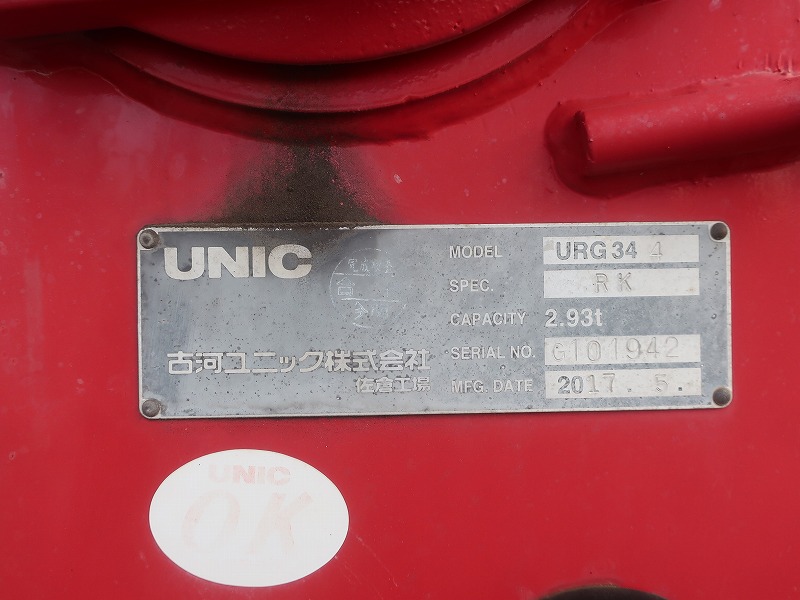 UNIC
MODEL URG34 4
SPEC. RK
CAPACITY 2.93t
SERIAL NO. G101942
MFG. DATE 2017. 5.
古河ユニック株式会社
佐倉工場
UNIC
OK